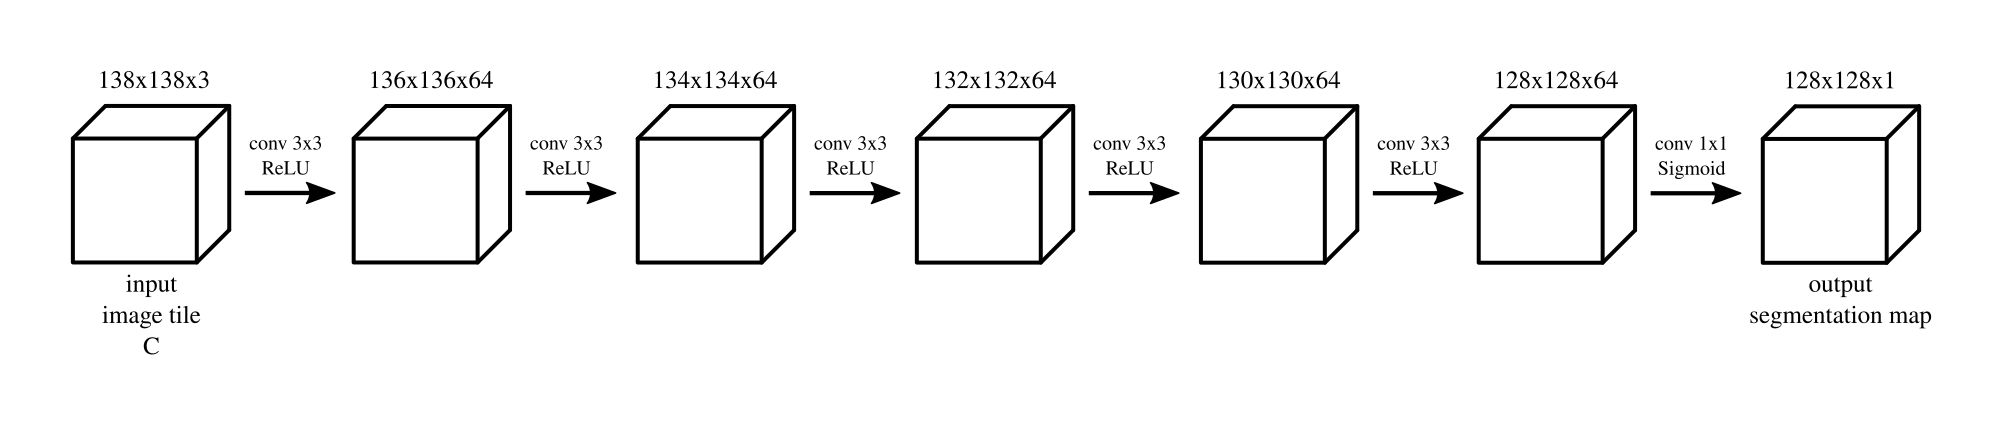 138x138x3
136x136x64
134x134x64
132x132x64
130x130x64
128x128x64
128x128x1
conv 3x3
ReLU
conv 3x3
ReLU
conv 3x3
ReLU
conv 3x3
ReLU
conv 3x3
ReLU
conv 1x1
Sigmoid
input
image tile
C
output
segmentation map